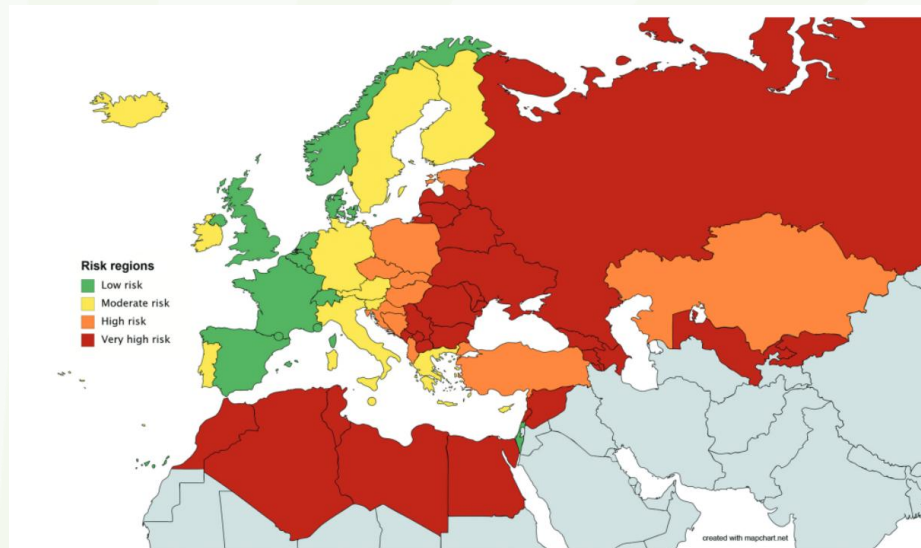 Risk regions
Low risk
Moderate risk
High risk
Very high risk
created with mapchart.net